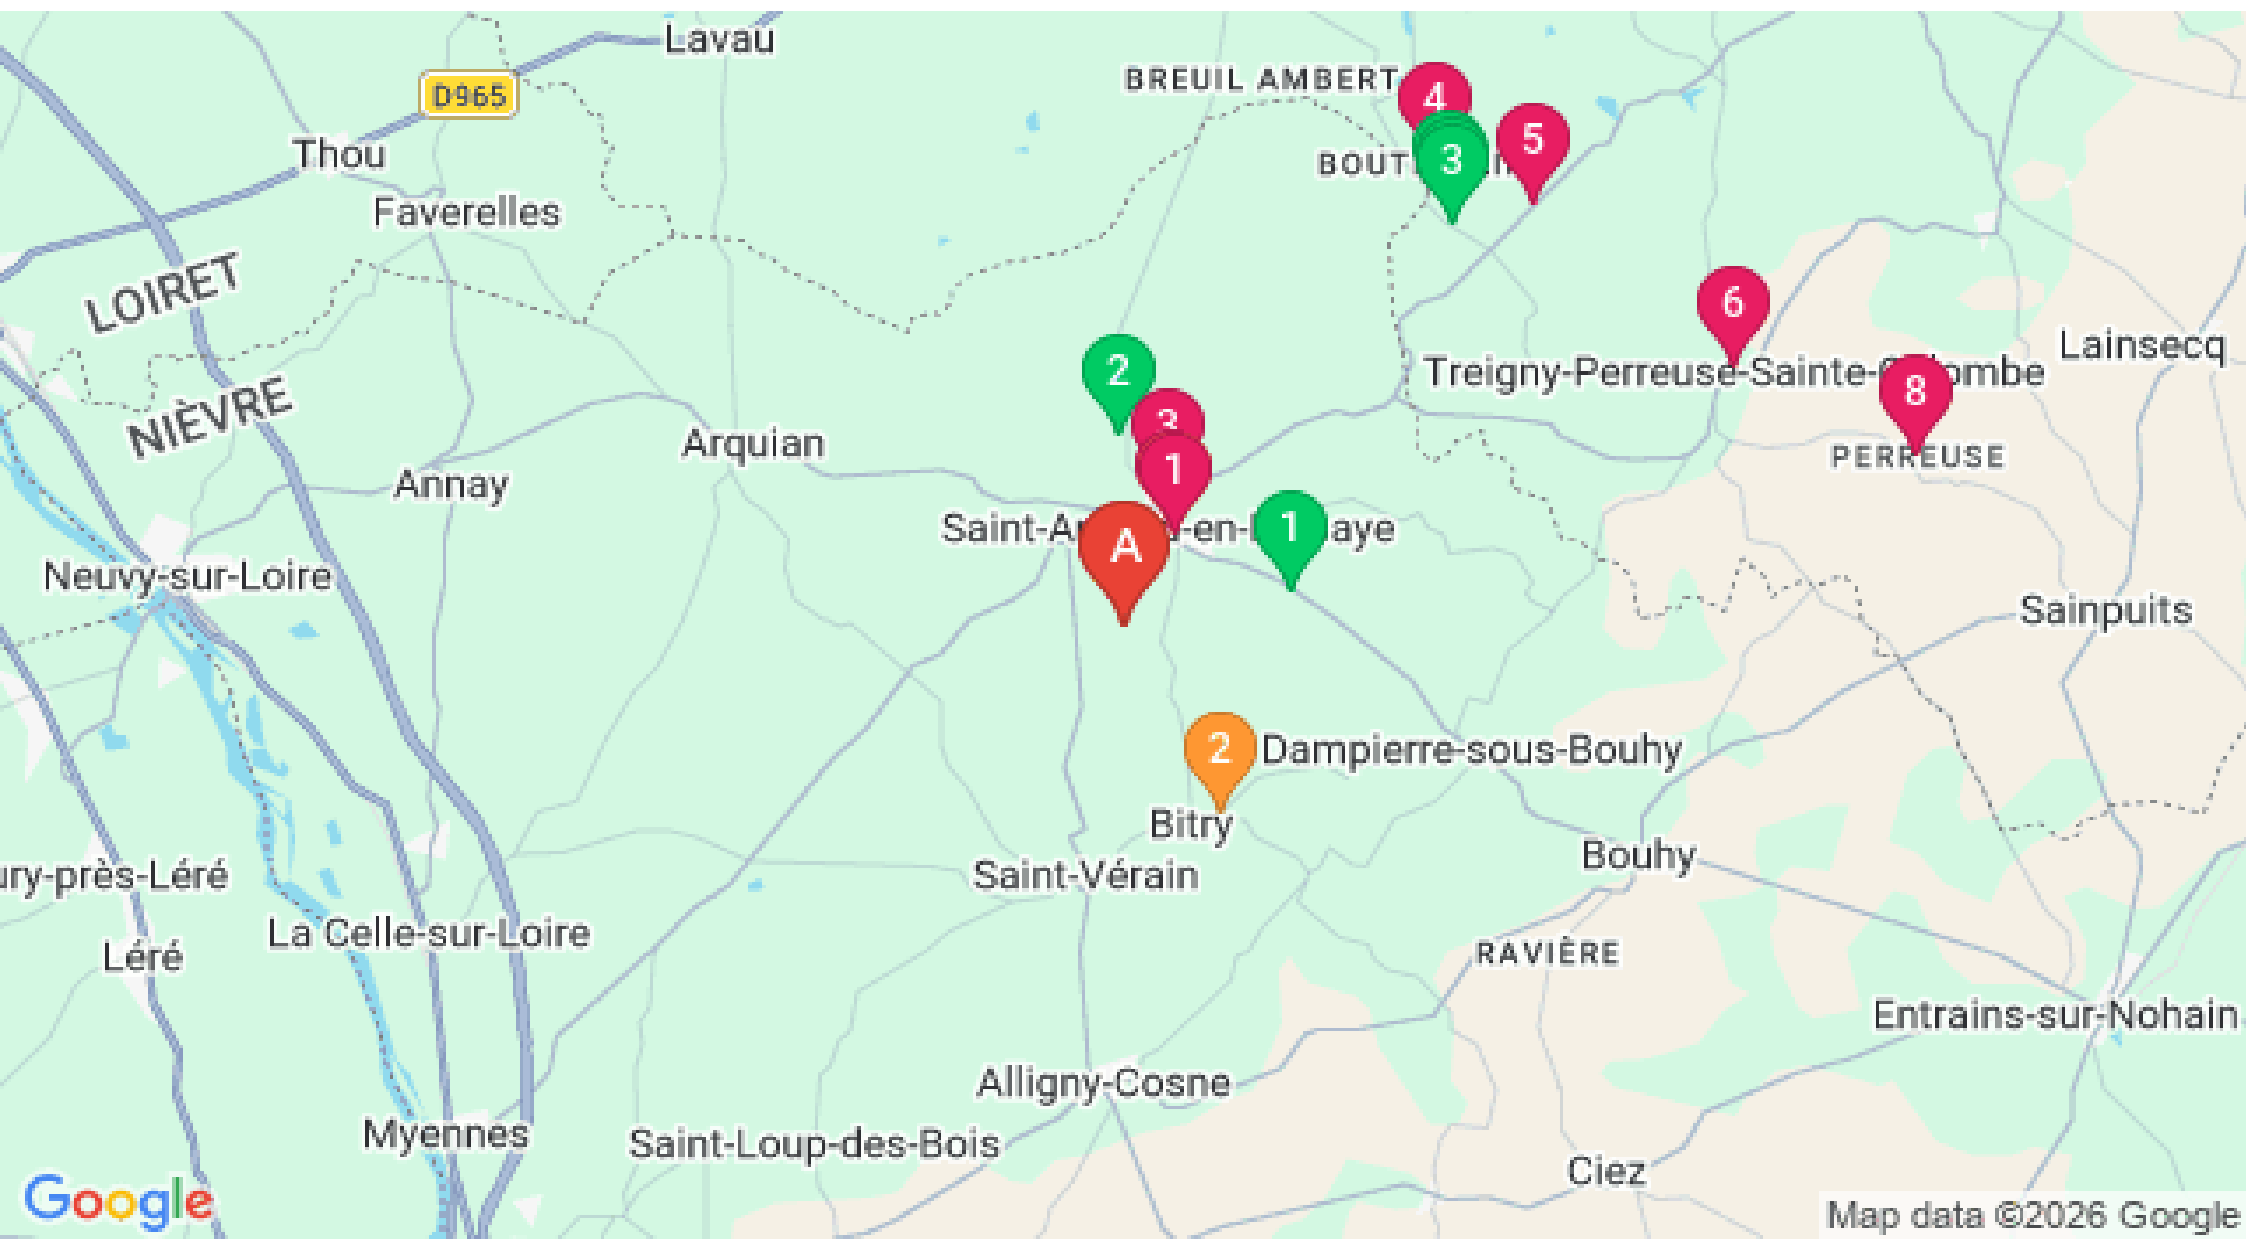 Lavau
BREUIL AMBERT
4
D965
5
Thou
3
BOUT
Faverelles
LOIRET
6
Lainsecq
2
Treigny-Perreuse-Sainte-C
ombe
8
NIÈVRE
3
Arquian
PERREUSE
1
Annay
Saint-A
-en-
aye
1
A
Neuvy-sur-Loire
Sainpuits
2
Dampierre-sous-Bouhy
Bitry
Bouhy
ury-près-Léré
Saint-Vérain
La Celle-sur-Loire
RAVIÈRE
Léré
Entrains-sur-Nohain
Alligny-Cosne
Myennes
Saint-Loup-des-Bois
Ciez
Google
Map data ©2026 Google